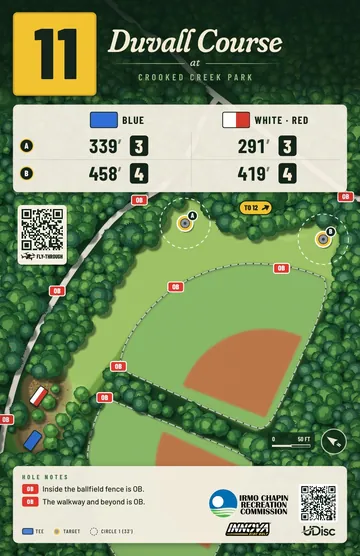 11
Duvall Course
at
CROOKED CREEK PARK
BLUE
WHITE • RED
A 339' 3 291' 3
B 458' 4 419' 4
OB
A
TO 12
B
FLY-THROUGH
OB
OB
OB
OB
OB
OB
OB
OB
0 50 FT
HOLE NOTES
OB Inside the ballfield fence is OB.
OB The walkway and beyond is OB.
IRMO CHAPIN
RECREATION
COMMISSION
TEE TARGET CIRCLE 1 (33')
INNOVA
UDisc